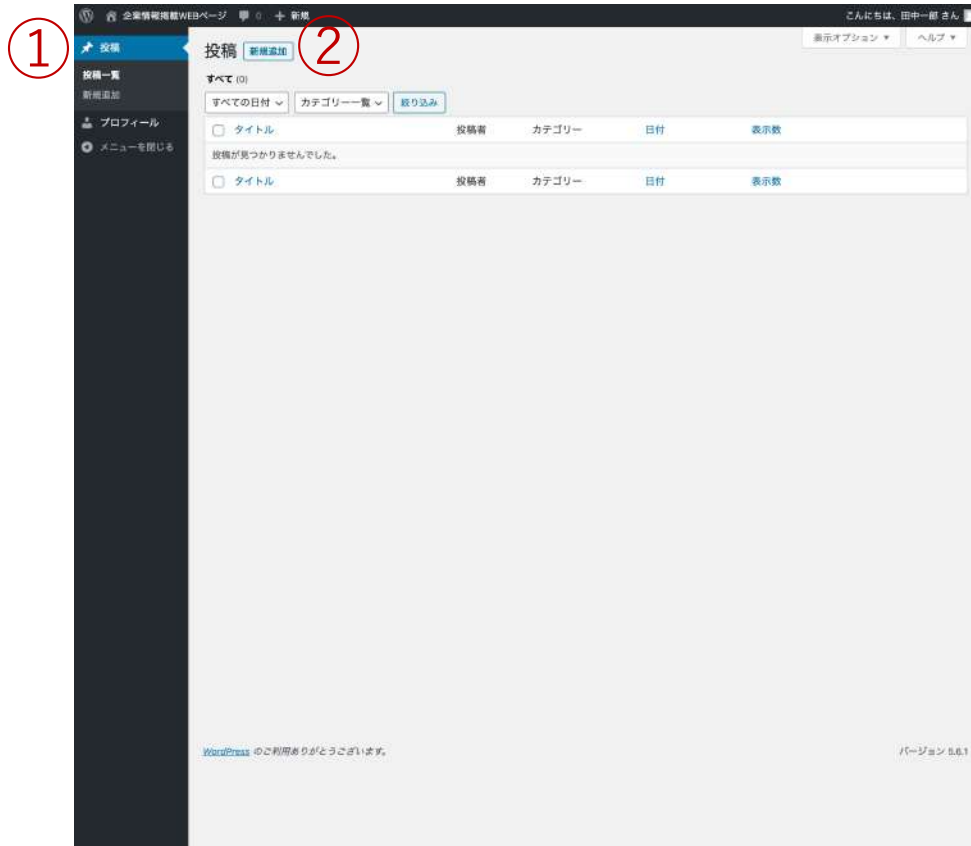 企業情報掲載WEBページ 0 + 新規 こんにちは、田中一郎 さん
① 投稿 投稿 新規追加 ② 表示オプション ▼ ヘルプ ▼
投稿一覧 すべて (0)
新規追加 すべての日付 カテゴリー一覧 絞り込み
プロフィール タイトル 投稿者 カテゴリー 日付 表示数
メニューを閉じる 投稿が見つかりませんでした。
タイトル 投稿者 カテゴリー 日付 表示数
WordPress のご利用ありがとうございます。 バージョン 5.6.1